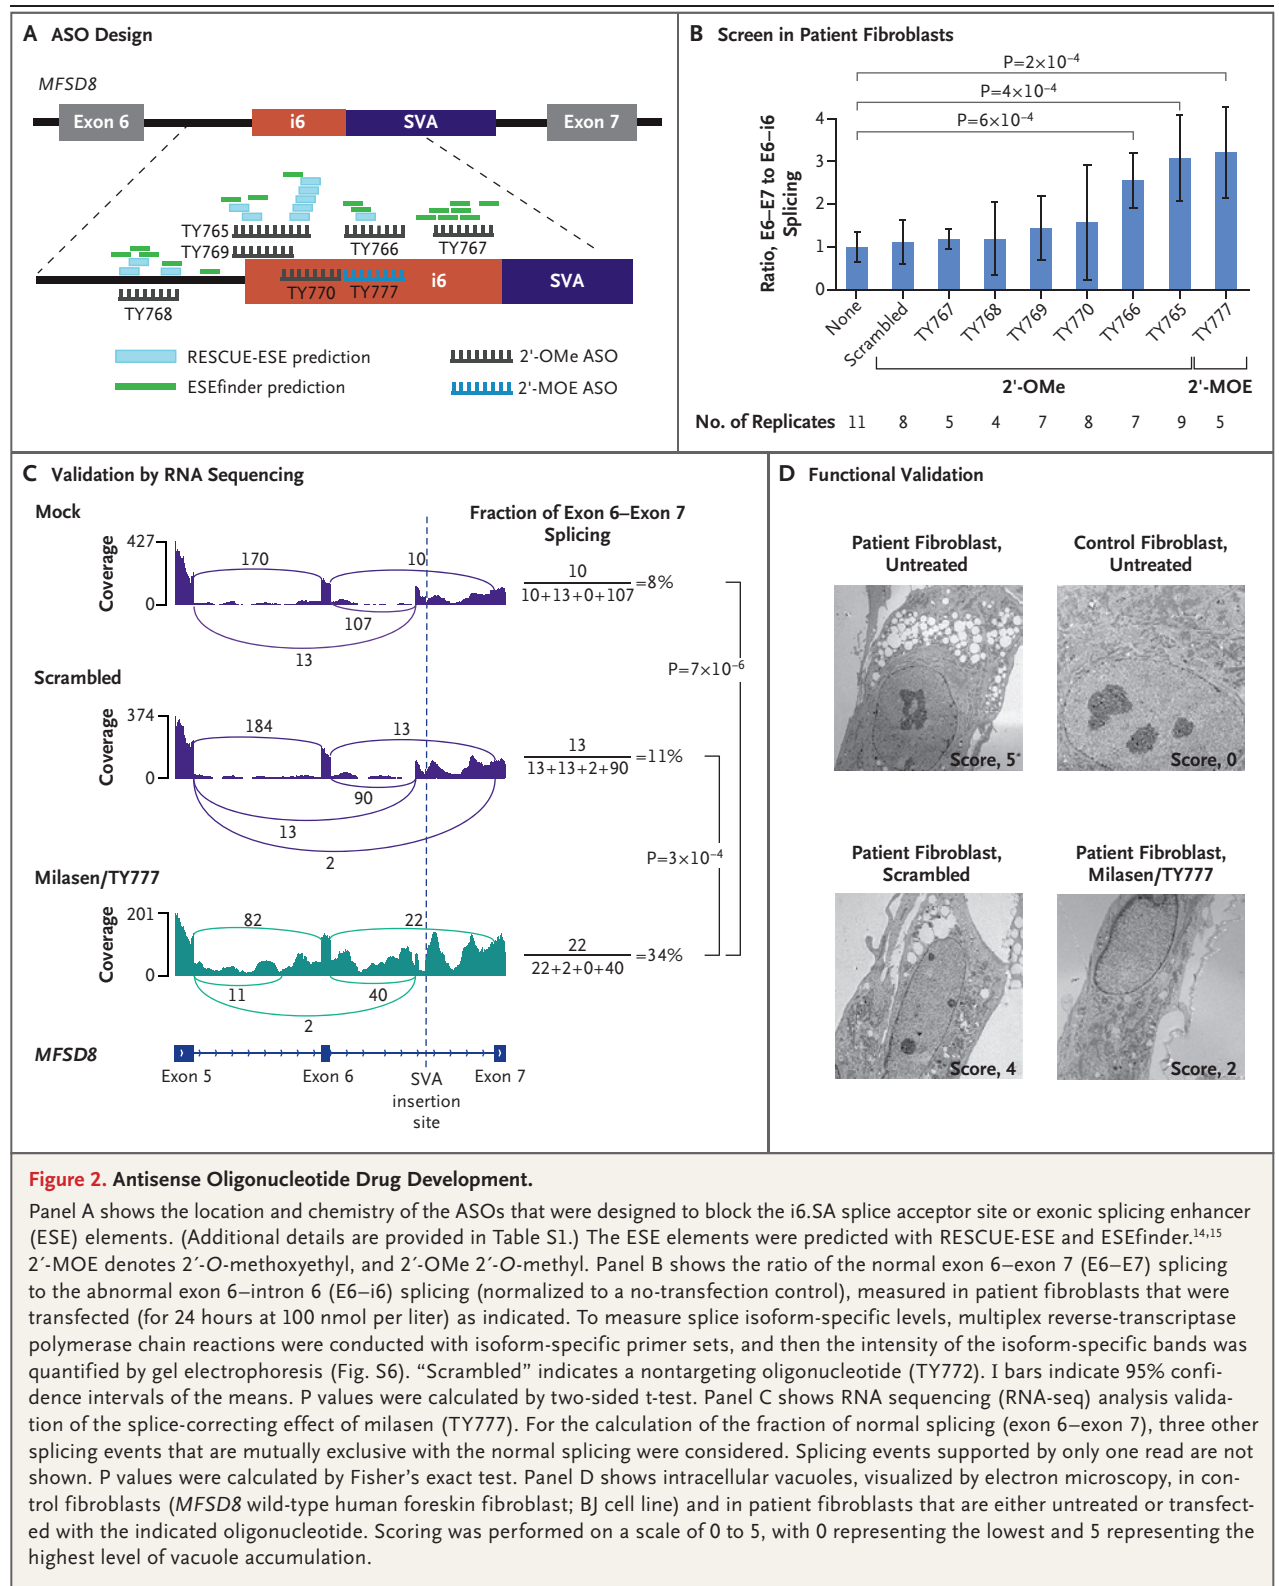 A ASO Design
MFSD8
Exon 6
i6
SVA
Exon 7
TY765
TY769
TY766
TY767
TY768
TY770
TY777
i6
SVA
RESCUE-ESE prediction
ESEfinder prediction
2'-OMe ASO
2'-MOE ASO
B Screen in Patient Fibroblasts
P=2×10–4
P=4×10–4
P=6×10–4
Ratio, E6–E7 to E6–i6
Splicing
4
3
2
1
0
None
Scrambled
TY767
TY768
TY769
TY770
TY766
TY765
TY777
2'-OMe
2'-MOE
No. of Replicates 11 8 5 4 7 8 7 9 5
C Validation by RNA Sequencing
Mock
Fraction of Exon 6–Exon 7
Splicing
Coverage
427
0
170
10
107
13
10
10+13+0+107
=8%
P=7×10–6
Scrambled
Coverage
374
0
184
13
90
13
2
13
13+13+2+90
=11%
P=3×10–4
Milasen/TY777
Coverage
201
0
82
22
11
40
2
22
22+2+0+40
=34%
MFSD8
Exon 5
Exon 6
SVA
insertion
site
Exon 7
D Functional Validation
Patient Fibroblast,
Untreated
Score, 5
Control Fibroblast,
Untreated
Score, 0
Patient Fibroblast,
Scrambled
Score, 4
Patient Fibroblast,
Milasen/TY777
Score, 2
Figure 2. Antisense Oligonucleotide Drug Development.
Panel A shows the location and chemistry of the ASOs that were designed to block the i6.SA splice acceptor site or exonic splicing enhancer
(ESE) elements. (Additional details are provided in Table S1.) The ESE elements were predicted with RESCUE-ESE and ESEfinder.14,15
2′-MOE denotes 2′-O-methoxyethyl, and 2′-OMe 2′-O-methyl. Panel B shows the ratio of the normal exon 6–exon 7 (E6–E7) splicing
to the abnormal exon 6–intron 6 (E6–i6) splicing (normalized to a no-transfection control), measured in patient fibroblasts that were
transfected (for 24 hours at 100 nmol per liter) as indicated. To measure splice isoform-specific levels, multiplex reverse-transcriptase
polymerase chain reactions were conducted with isoform-specific primer sets, and then the intensity of the isoform-specific bands was
quantified by gel electrophoresis (Fig. S6). “Scrambled” indicates a nontargeting oligonucleotide (TY772). I bars indicate 95% confi-
dence intervals of the means. P values were calculated by two-sided t-test. Panel C shows RNA sequencing (RNA-seq) analysis valida-
tion of the splice-correcting effect of milasen (TY777). For the calculation of the fraction of normal splicing (exon 6–exon 7), three other
splicing events that are mutually exclusive with the normal splicing were considered. Splicing events supported by only one read are not
shown. P values were calculated by Fisher’s exact test. Panel D shows intracellular vacuoles, visualized by electron microscopy, in con-
trol fibroblasts (MFSD8 wild-type human foreskin fibroblast; BJ cell line) and in patient fibroblasts that are either untreated or transfect-
ed with the indicated oligonucleotide. Scoring was performed on a scale of 0 to 5, with 0 representing the lowest and 5 representing the
highest level of vacuole accumulation.